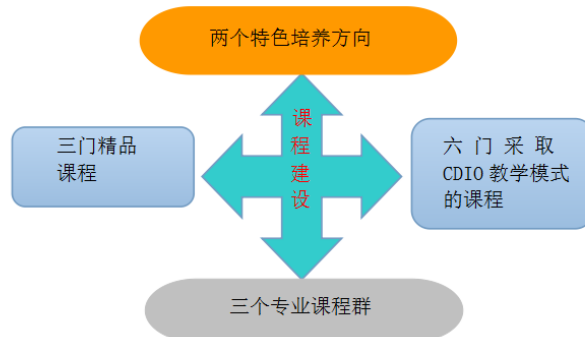 两个特色培养方向
三门精品
课程
课
程
建
设
六门采取
CDIO 教学模式
的课程
三个专业课程群